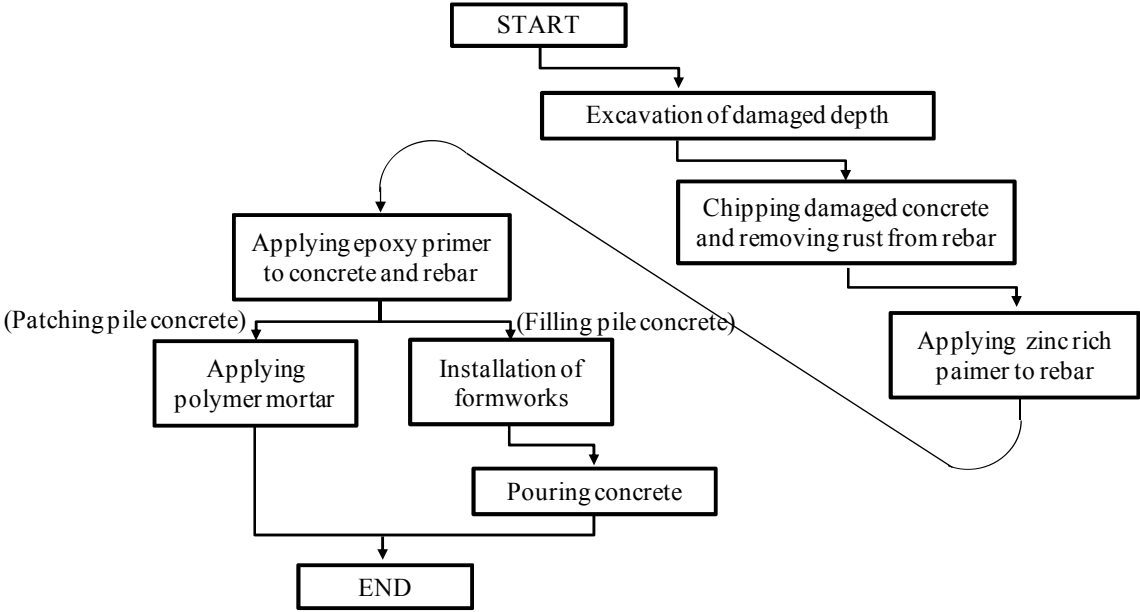 START
Excavation of damaged depth
Chipping damaged concrete
and removing rust from rebar
Applying zinc rich
paimer to rebar
Applying epoxy primer
to concrete and rebar
(Patching pile concrete)
(Filling pile concrete)
Applying
polymer mortar
Installation of
formworks
Pouring concrete
END